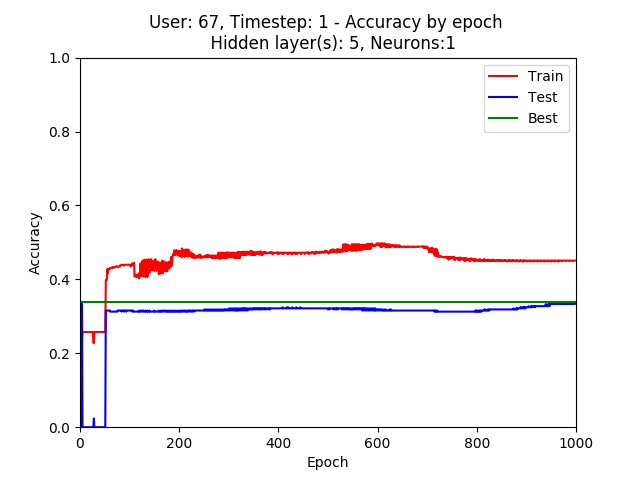 User: 67, Timestep: 1 - Accuracy by epoch
Hidden layer(s): 5, Neurons:1
1.0
0.8
0.6
0.4
0.2
0.0
Accuracy
Train
Test
Best
0
200
400
600
800
1000
Epoch